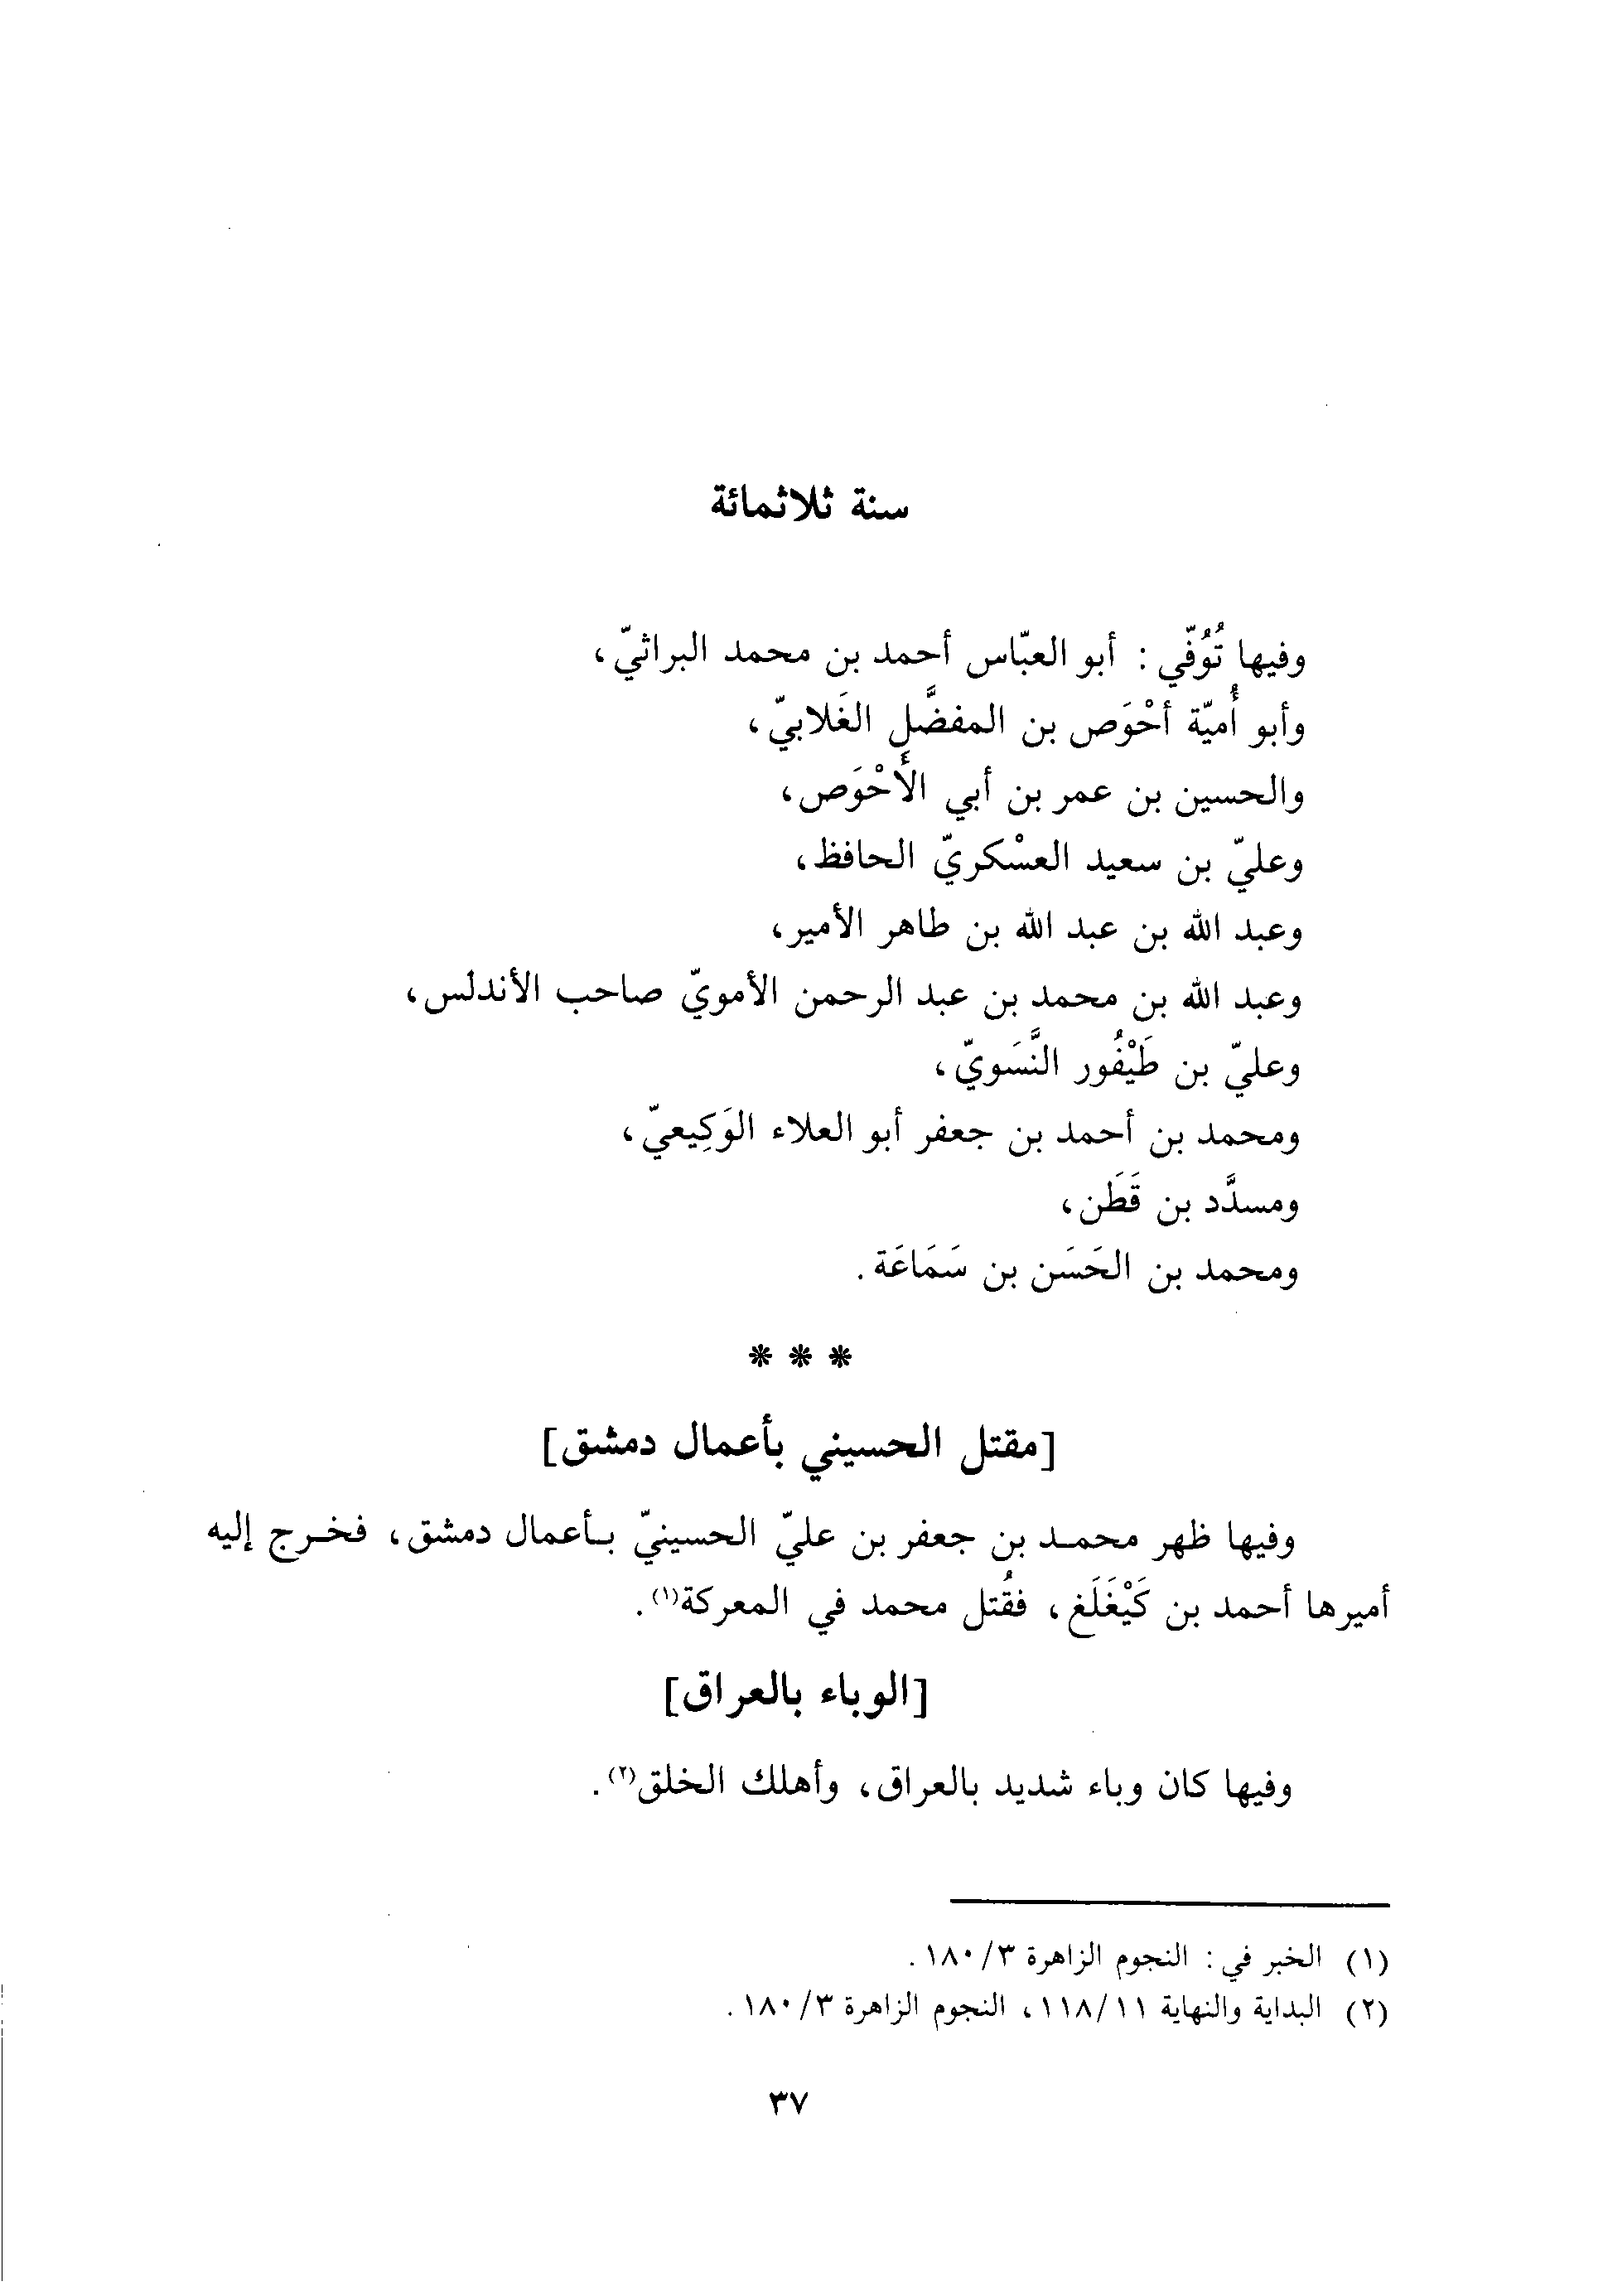 سنة ثلاثمائة
وفيها تُوُفّي : أبو العبّاس أحمد بن محمد البراثيّ،
وأبو أُميّة أحْوَص بن المفضَّل الغَلابيّ،
والحسين بن عمر بن أبي الأَحْوَص،
وعليّ بن سعيد العسْكريّ الحافظ،
وعبد الله بن عبد الله بن طاهر الأمير،
وعبد الله بن محمد بن عبد الرحمن الأمويّ صاحب الأندلس،
وعليّ بن طَيْفُور النَّسَويّ،
ومحمد بن أحمد بن جعفر أبو العلاء الوَكِيعيّ،
ومسدَّد بن قَطَن،
ومحمد بن الحَسَن بن سَمَاعَة.
* * *
[مقتل الحسيني بأعمال دمشق]
وفيها ظهر محمد بن جعفر بن عليّ الحسينيّ بأعمال دمشق، فخرج إليه
أميرها أحمد بن كَيْغَلَغ، فقُتل محمد في المعركة(١).
[الوباء بالعراق]
وفيها كان وباء شديد بالعراق، وأهلك الخلق(٢).
(١) الخبر في : النجوم الزاهرة ٣/ ١٨٠.
(٢) البداية والنهاية ١١/ ١١٨، النجوم الزاهرة ٣/ ١٨٠.
٣٧